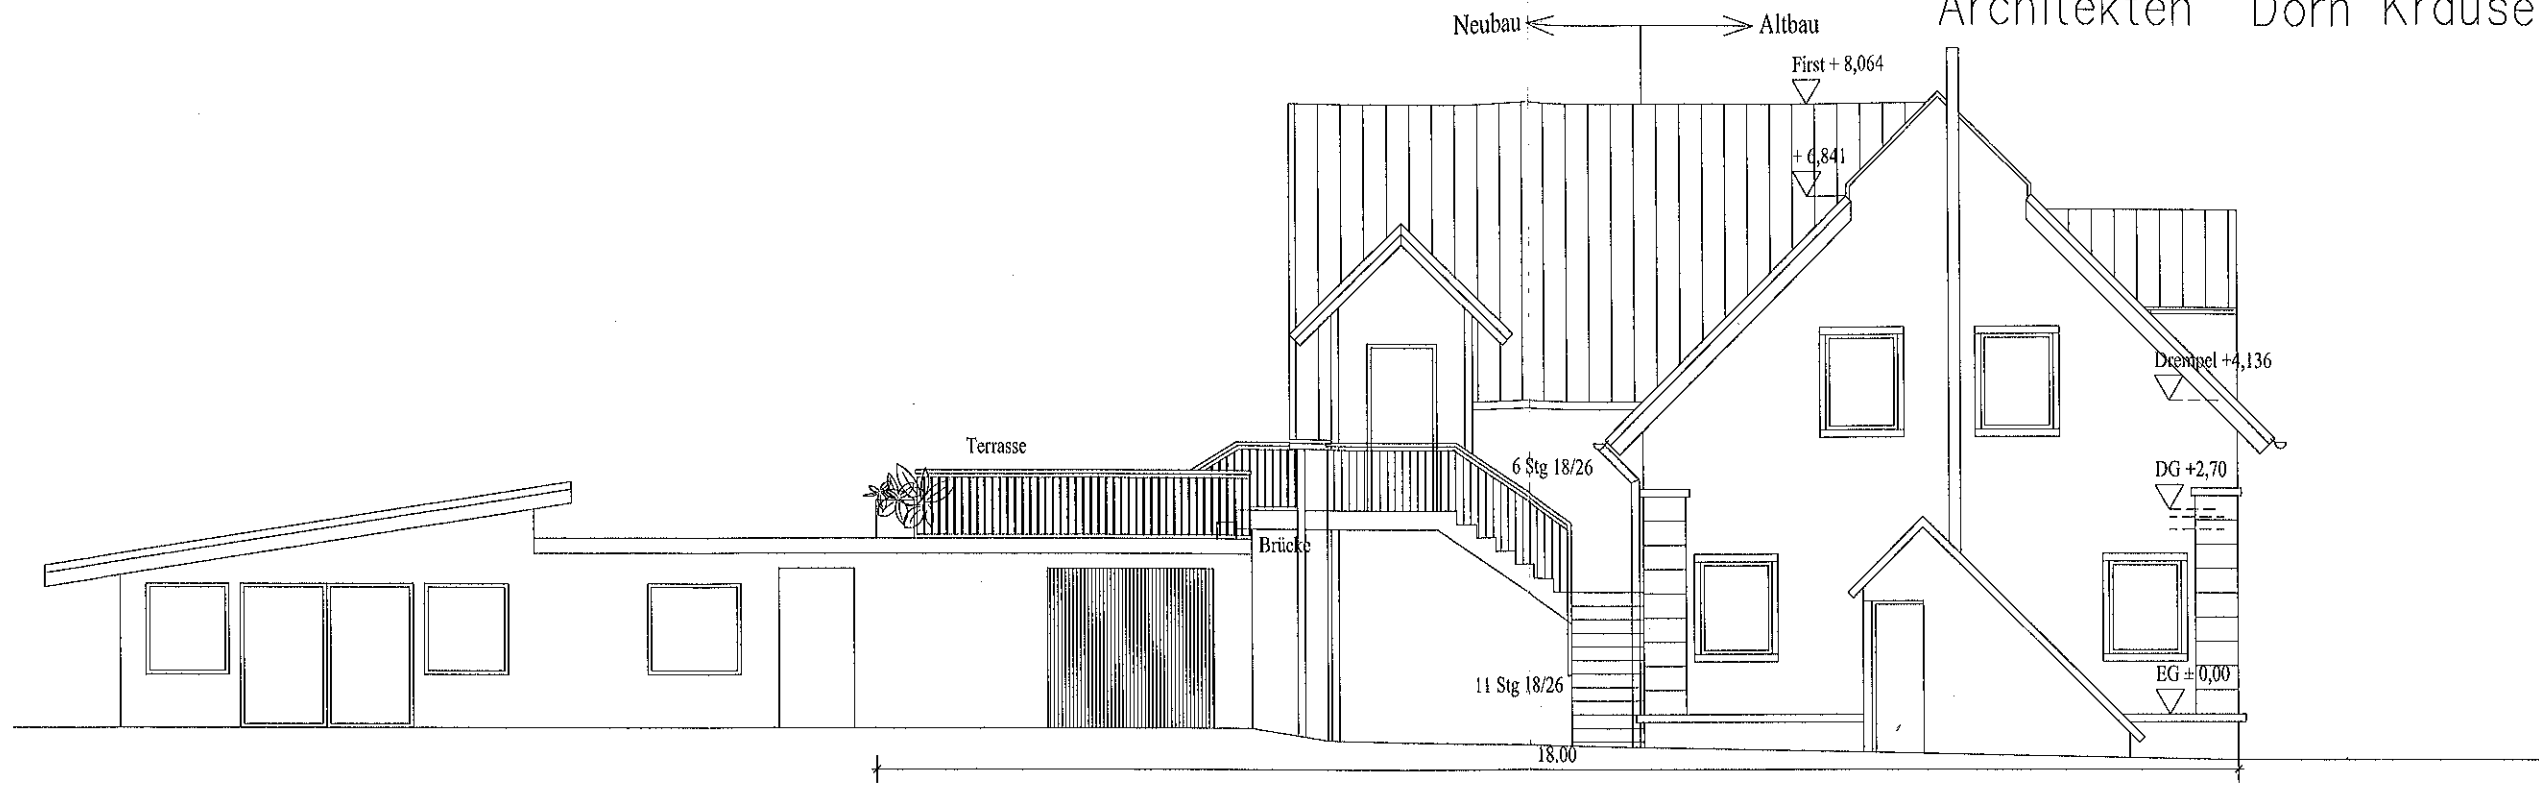 Architekten Dorn Krause
Neubau Altbau
First + 8,064
+ 6,841
Drempel +4,136
Terrasse
6 Stg 18/26
DG +2,70
Brücke
EG ± 0,00
11 Stg 18/26
18,00